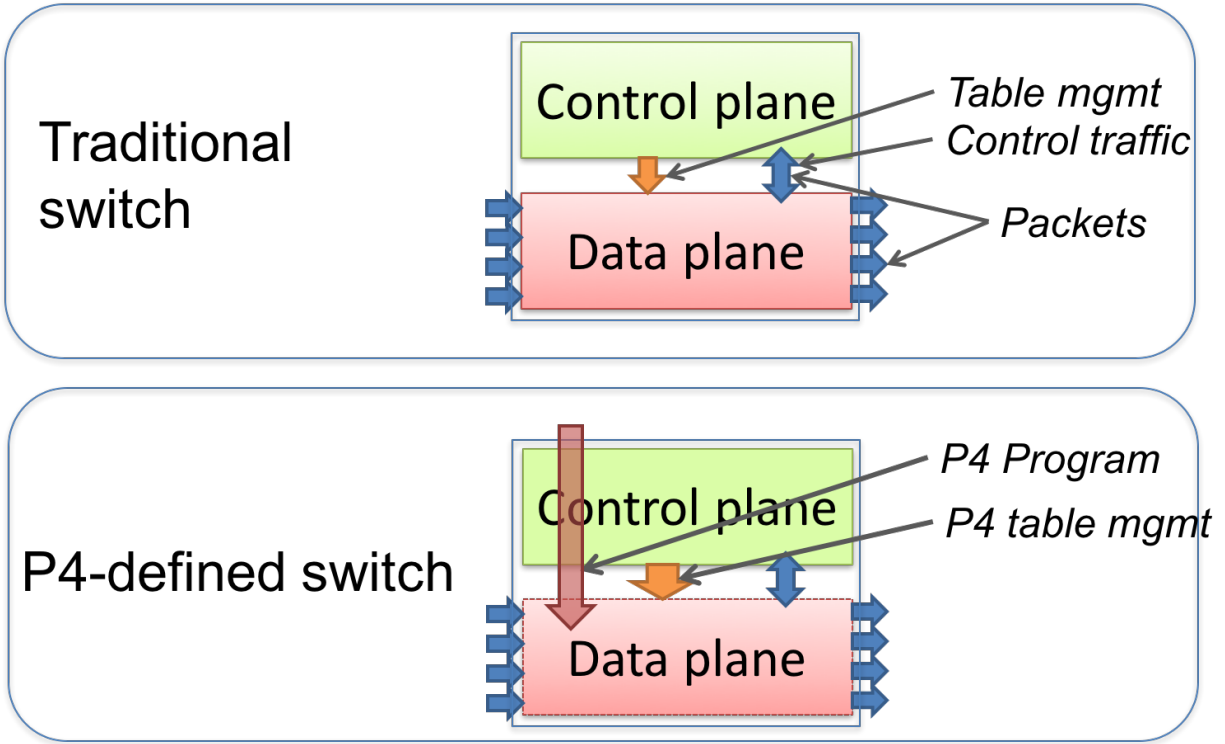 Traditional
switch
Control plane
Data plane
Table mgmt
Control traffic
Packets
P4-defined switch
Control plane
Data plane
P4 Program
P4 table mgmt